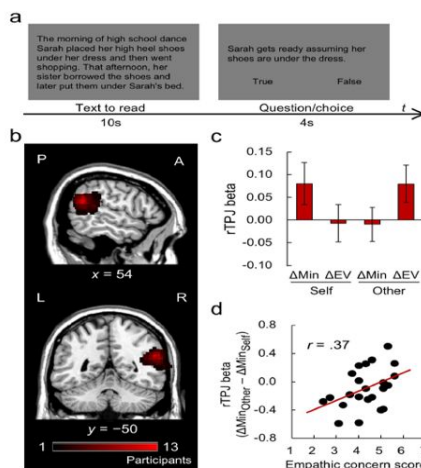 a
The morning of high school dance
Sarah placed her high heel shoes
under her dress and then went
shopping. That afternoon, her
sister borrowed the shoes and
later put them under Sarah's bed.
Sarah gets ready assuming her
shoes are under the dress.
True False
Text to read Question/choice t
10s 4s
b
P A
x = 54
L R
y = −50
1 13
Participants
c
rTPJ beta
0.15
0.10
0.05
0.00
-0.05
-0.10
ΔMin ΔEV ΔMin ΔEV
Self Other
d
rTPJ beta
(ΔMinOther − ΔMinSelf)
0.8
0.4
0.0
-0.4
-0.8
r = .37
1 2 3 4 5 6 7
Empathic concern score